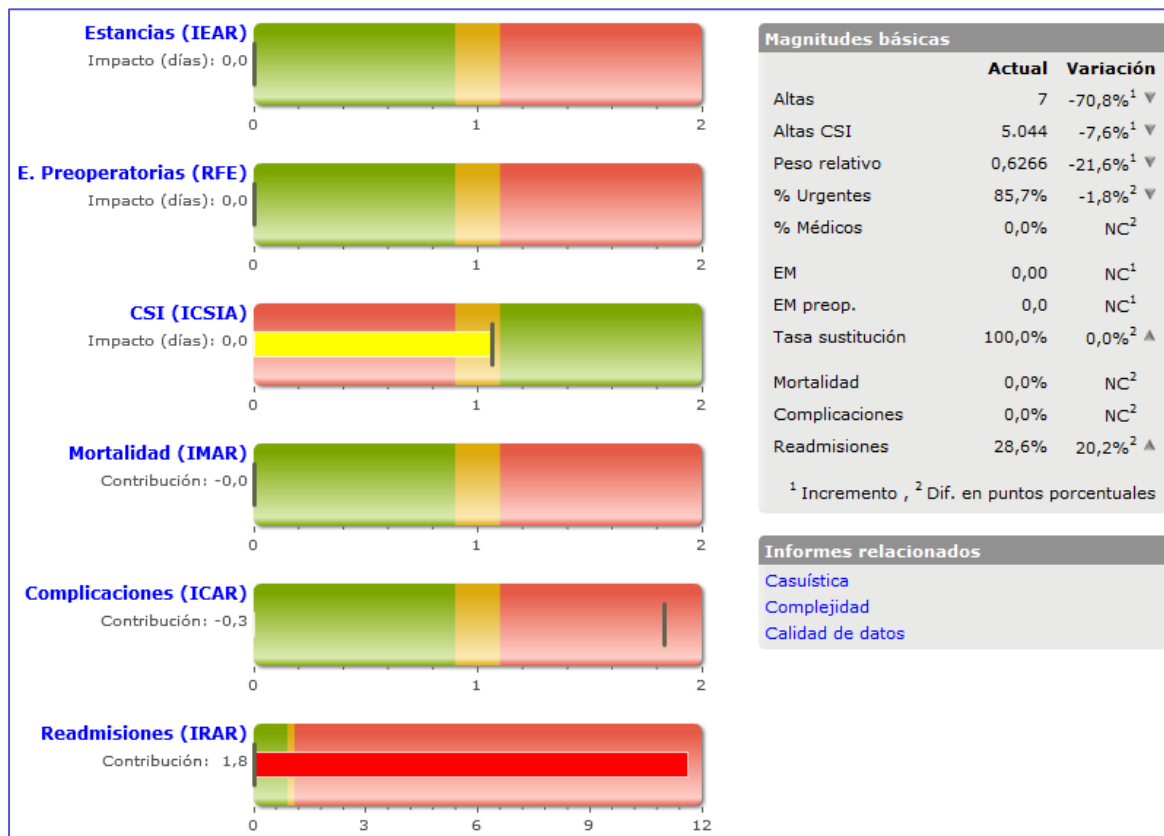 Estancias (IEAR)
Impacto (días): 0,0
0 1 2
E. Preoperatorias (RFE)
Impacto (días): 0,0
0 1 2
CSI (ICSIA)
Impacto (días): 0,0
0 1 2
Mortalidad (IMAR)
Contribución: -0,0
0 1 2
Complicaciones (ICAR)
Contribución: -0,3
0 1 2
Readmisiones (IRAR)
Contribución: 1,8
0 3 6 9 12
Magnitudes básicas
Actual Variación
Altas 7 -70,8%¹ ▼
Altas CSI 5.044 -7,6%¹ ▼
Peso relativo 0,6266 -21,6%¹ ▼
% Urgentes 85,7% -1,8%² ▼
% Médicos 0,0% NC²
EM 0,00 NC¹
EM preop. 0,0 NC¹
Tasa sustitución 100,0% 0,0%² ▲
Mortalidad 0,0% NC²
Complicaciones 0,0% NC²
Readmisiones 28,6% 20,2%² ▲
¹ Incremento , ² Dif. en puntos porcentuales
Informes relacionados
Casuística
Complejidad
Calidad de datos